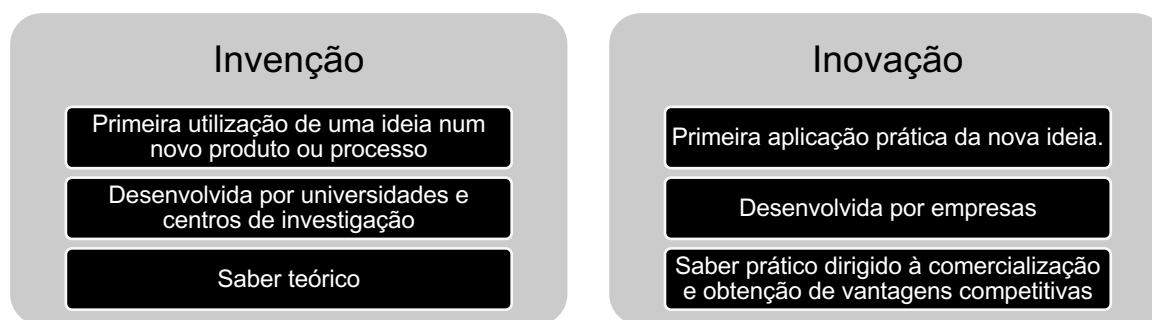 Invenção
Primeira utilização de uma ideia num
novo produto ou processo
Desenvolvida por universidades e
centros de investigação
Saber teórico
Inovação
Primeira aplicação prática da nova ideia.
Desenvolvida por empresas
Saber prático dirigido à comercialização
e obtenção de vantagens competitivas